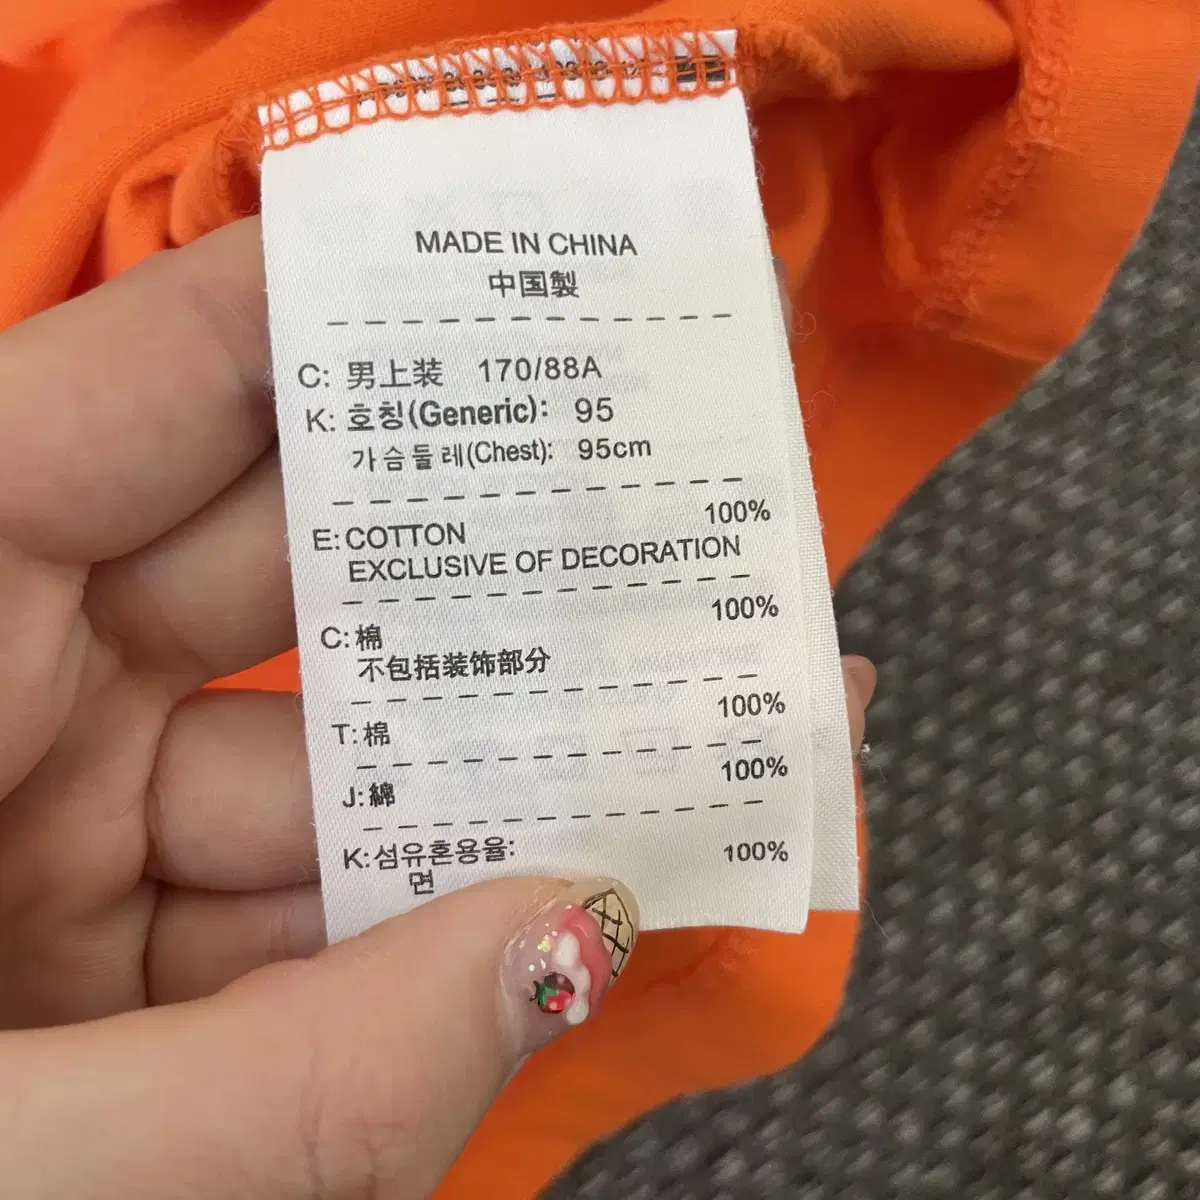 MADE IN CHINA
中国製
C: 男上装 170/88A
K: 호칭(Generic): 95
가슴둘레(Chest): 95cm
E: COTTON 100%
EXCLUSIVE OF DECORATION
C: 棉 100%
不包括装饰部分
T: 棉 100%
J: 綿 100%
K: 섬유혼용율: 100%
면